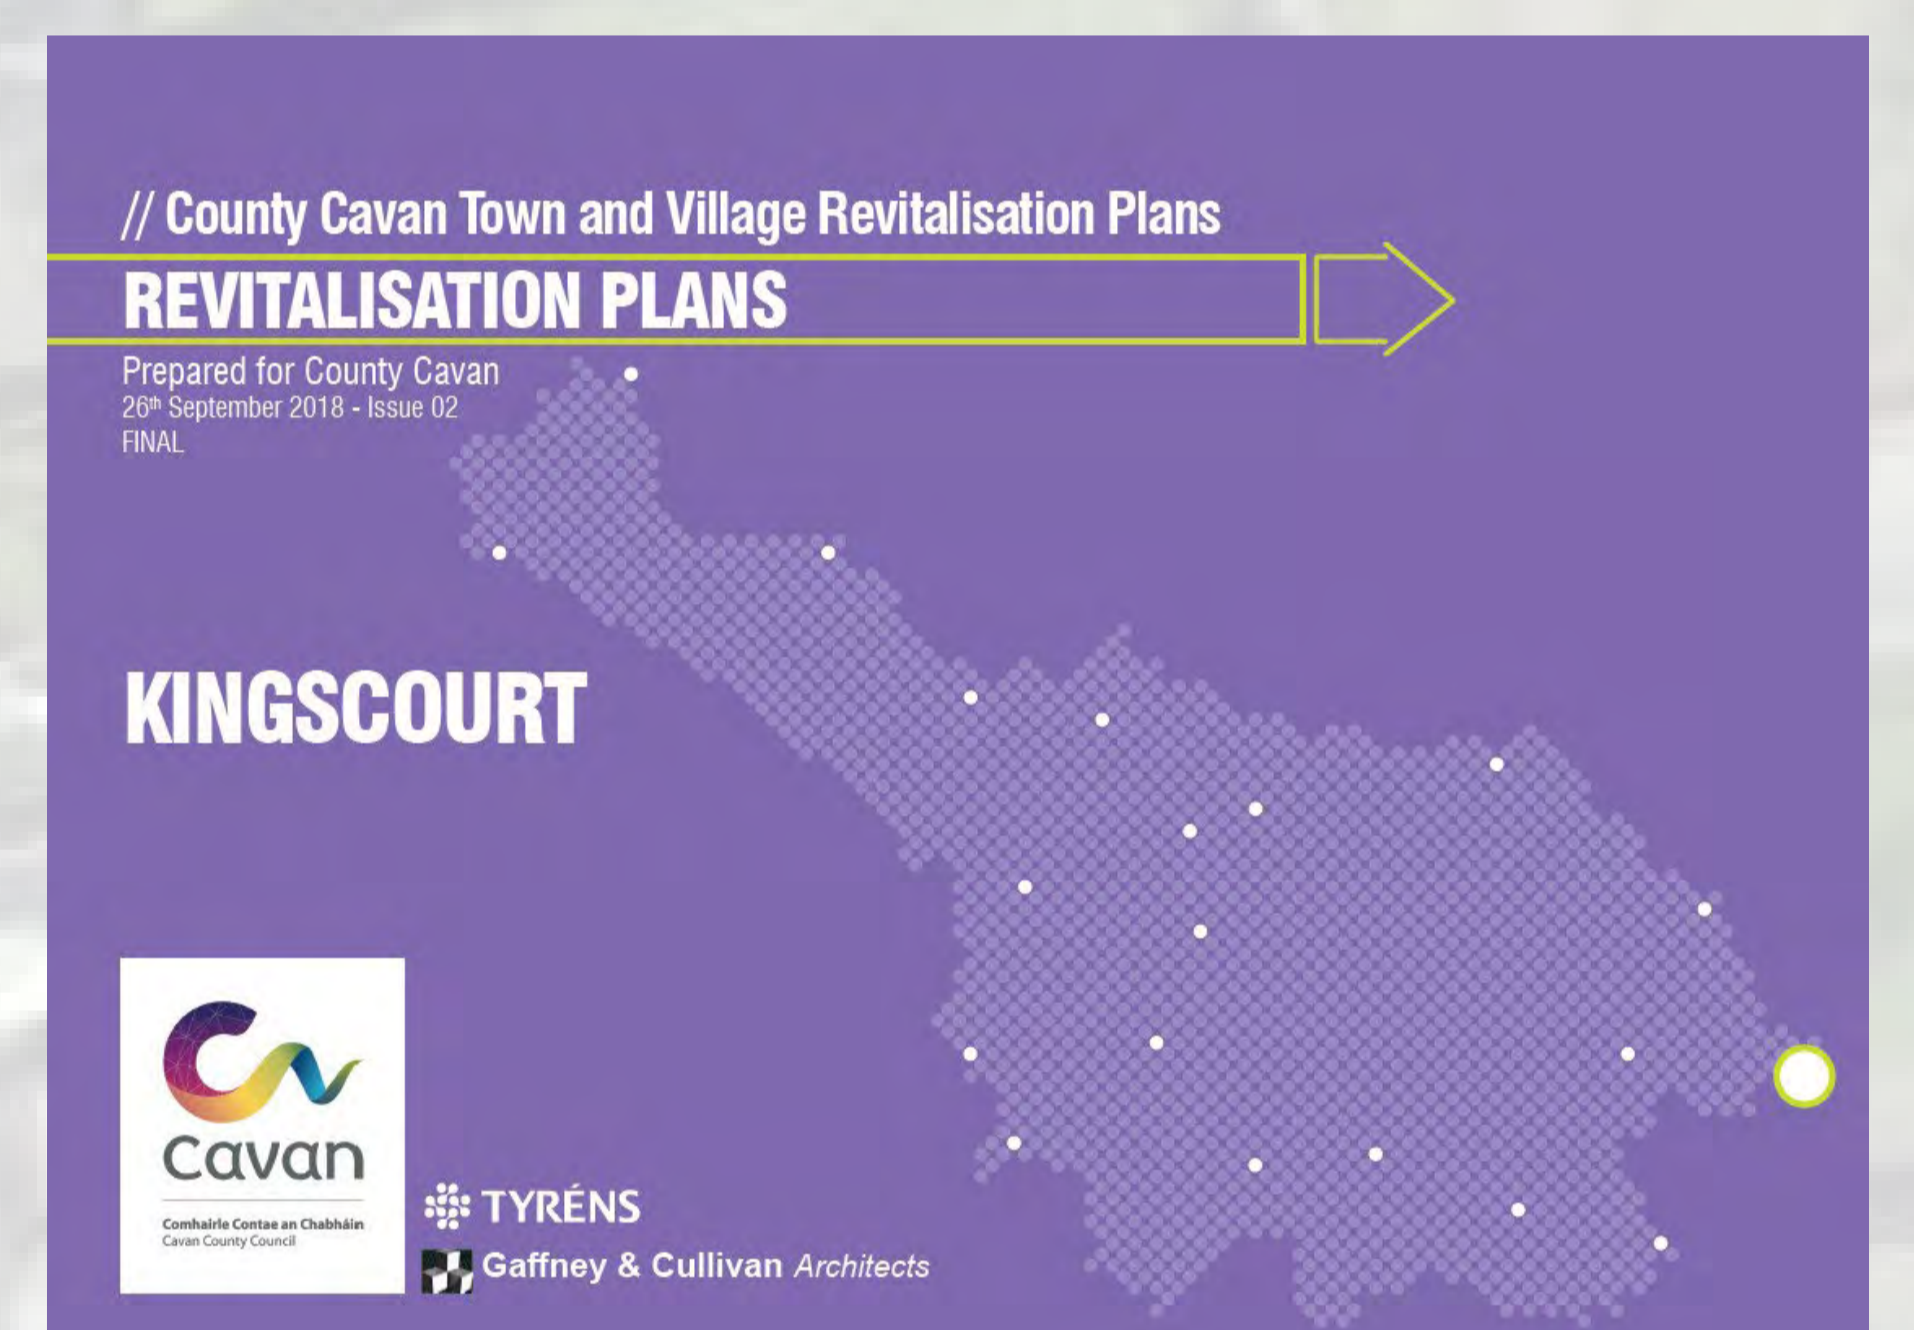 // County Cavan Town and Village Revitalisation Plans
REVITALISATION PLANS
Prepared for County Cavan
26th September 2018 - Issue 02
FINAL
KINGSCOURT
Cavan
Comhairle Contae an Chabháin
Cavan County Council
TYRÉNS
Gaffney & Cullivan Architects